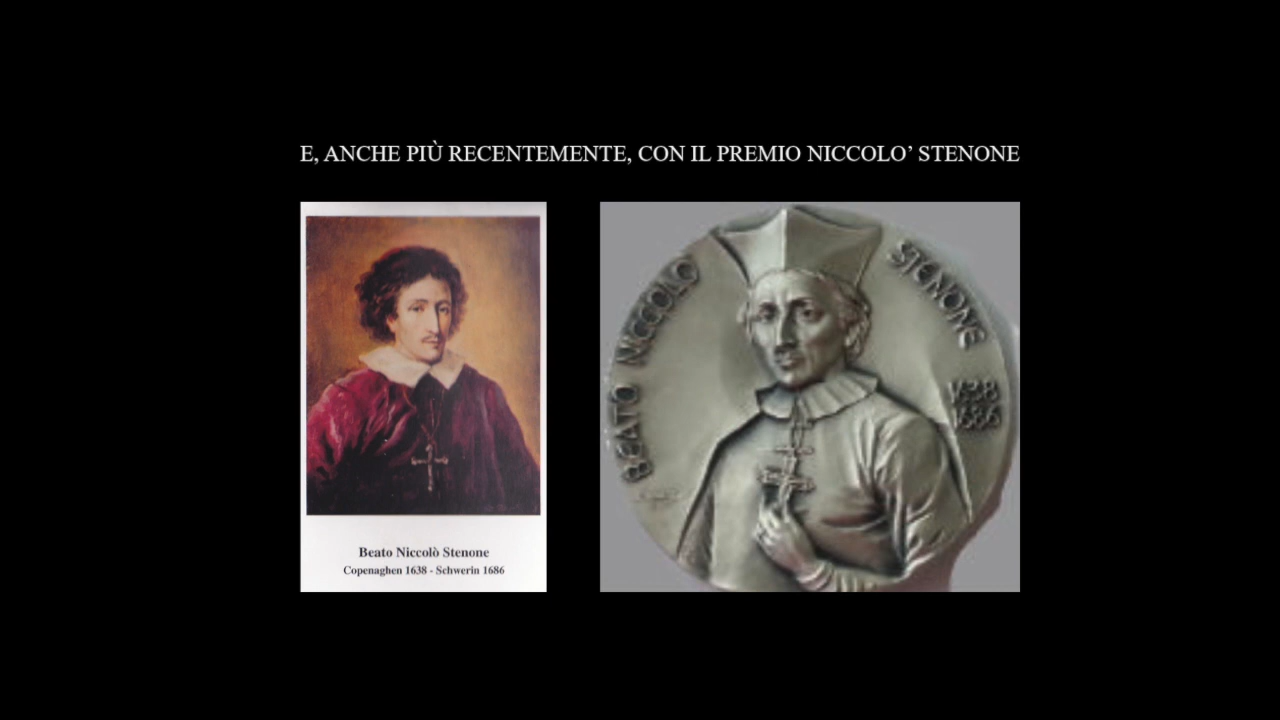 E, ANCHE PIÙ RECENTEMENTE, CON IL PREMIO NICCOLO’ STENONE
Beato Niccolò Stenone
Copenaghen 1638 - Schwerin 1686
BEATO NICCOLO
STENONE
1638
1686